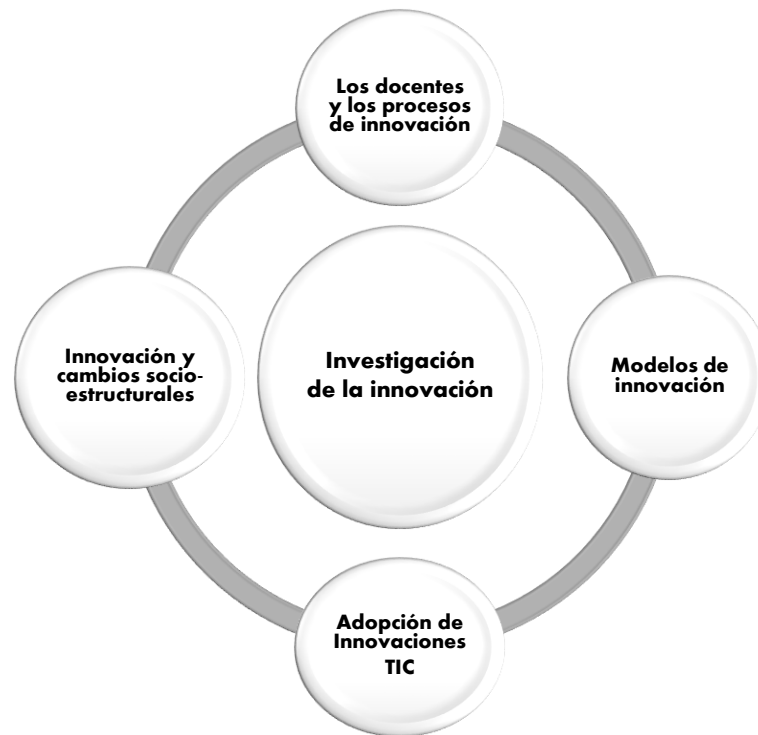 Los docentes
y los procesos
de innovación
Innovación y
cambios socio-
estructurales
Investigación
de la innovación
Modelos de
innovación
Adopción de
Innovaciones
TIC